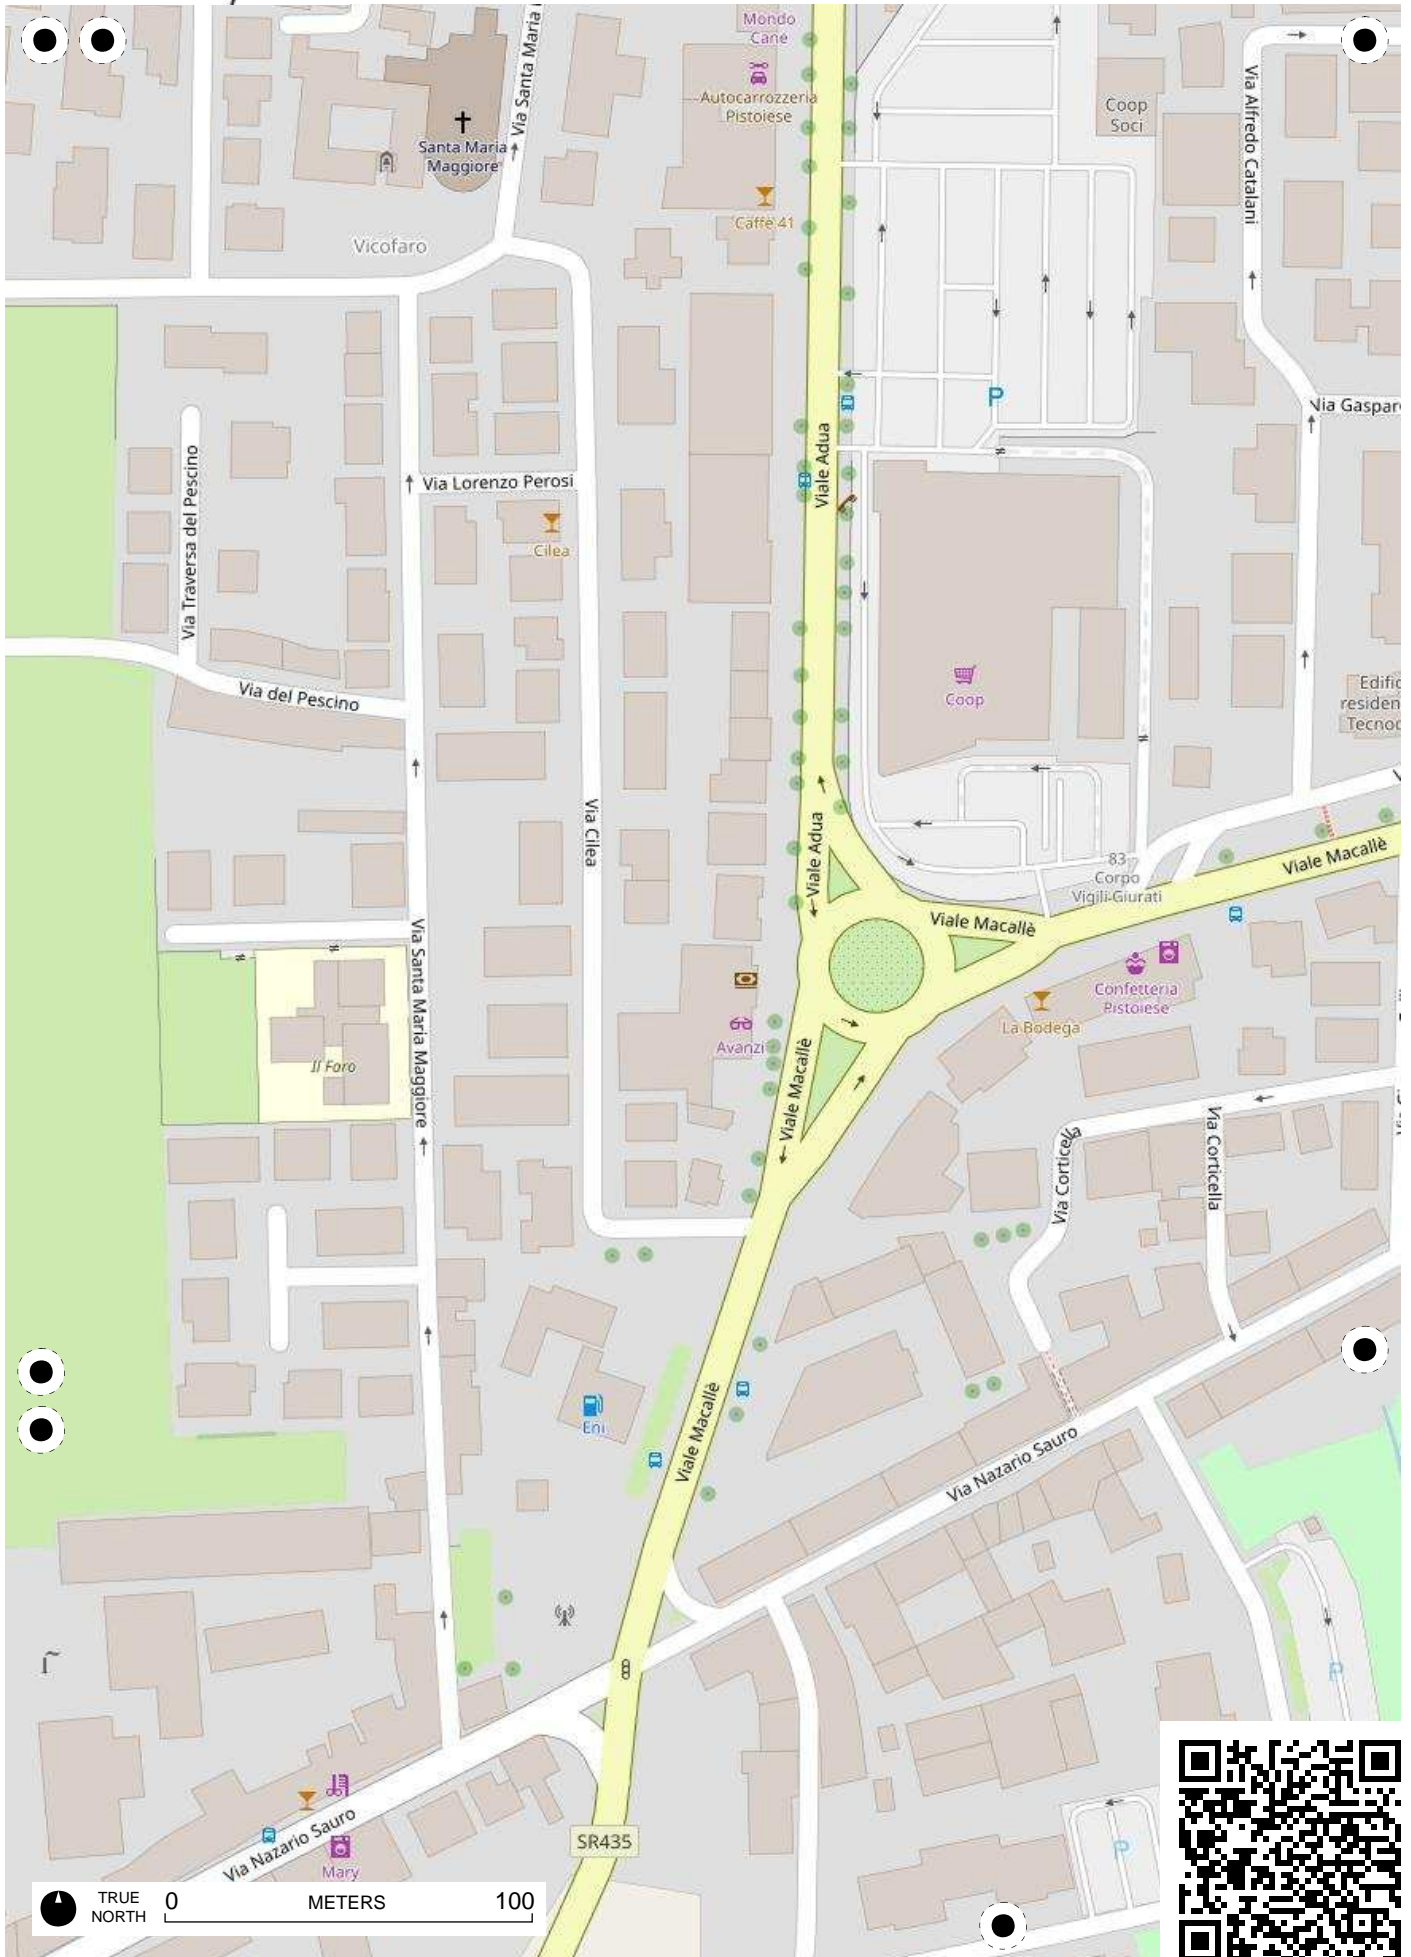 Mondo
Cane
Autocarrozzeria
Pistoiese
Coop
Soci
Via Santa Maria
Santa Maria
Maggiore
Via Alfredo Catalani
Caffè 41
Vicofaro
P
Via Gaspar
Viale Adua
Via Lorenzo Perosi
Via Traversa del Pescino
Cilea
Via del Pescino
Coop
Edific
residen
Tecnoc
Via Cilea
Viale Adua
83
Corpo
Vigili Giurati
Viale Macallè
Viale Macallè
Via Santa Maria Maggiore
Confetteria
Pistoiese
La Bodega
Avanzi
Il Faro
Viale Macallè
Via Corticella
Via Corticella
Eni
Viale Macallè
Via Nazario Sauro
P
Via Nazario Sauro
SR435
P
Mary
TRUE
NORTH
0 METERS 100